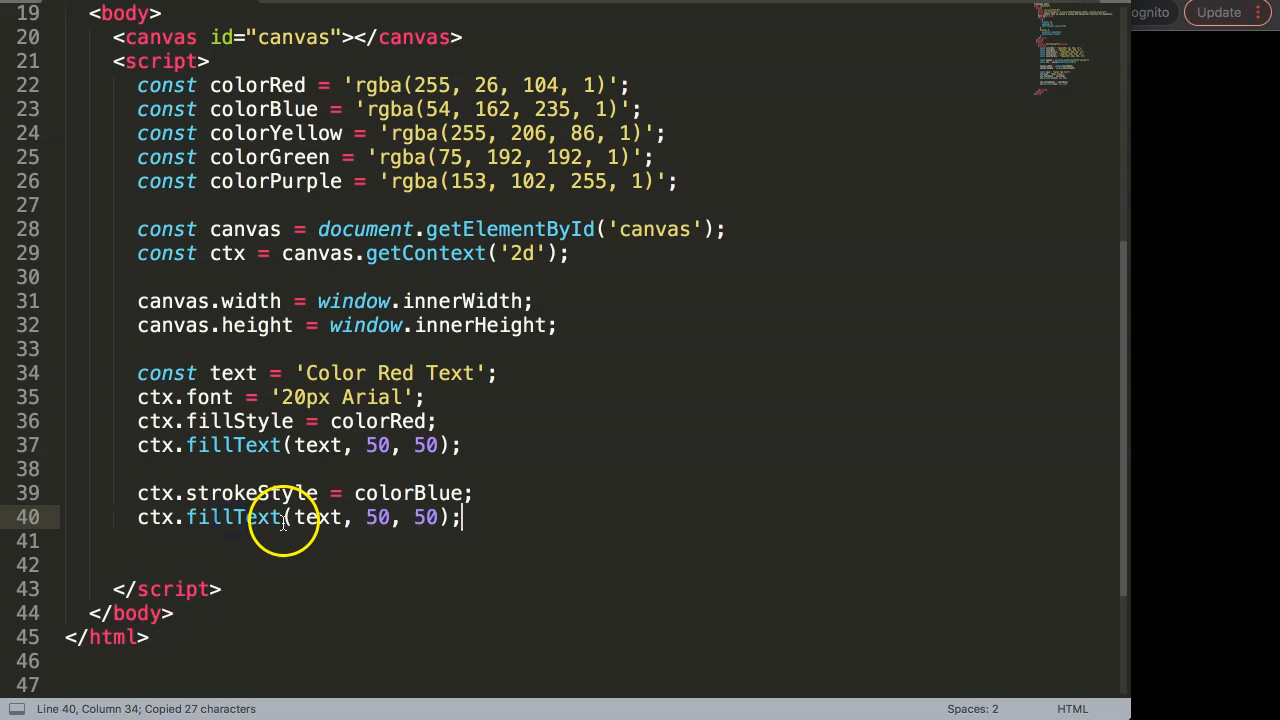 19 <body>
20 <canvas id="canvas"></canvas>
21 <script>
22 const colorRed = 'rgba(255, 26, 104, 1)';
23 const colorBlue = 'rgba(54, 162, 235, 1)';
24 const colorYellow = 'rgba(255, 206, 86, 1)';
25 const colorGreen = 'rgba(75, 192, 192, 1)';
26 const colorPurple = 'rgba(153, 102, 255, 1)';
27
28 const canvas = document.getElementById('canvas');
29 const ctx = canvas.getContext('2d');
30
31 canvas.width = window.innerWidth;
32 canvas.height = window.innerHeight;
33
34 const text = 'Color Red Text';
35 ctx.font = '20px Arial';
36 ctx.fillStyle = colorRed;
37 ctx.fillText(text, 50, 50);
38
39 ctx.strokeStyle = colorBlue;
40 ctx.fillText(text, 50, 50);
41
42
43 </script>
44 </body>
45 </html>
46
47
Line 40, Column 34; Copied 27 characters
Spaces: 2
HTML
Update